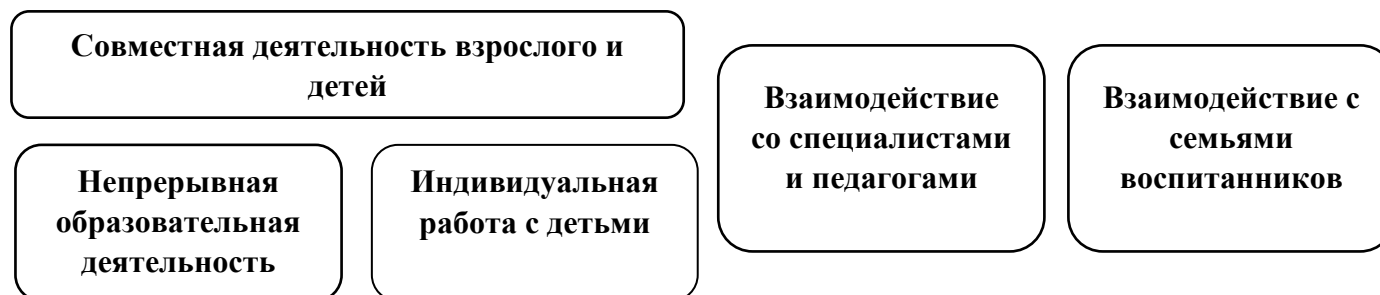 Совместная деятельность взрослого и
детей
Непрерывная
образовательная
деятельность
Индивидуальная
работа с детьми
Взаимодействие
со специалистами
и педагогами
Взаимодействие с
семьями
воспитанников